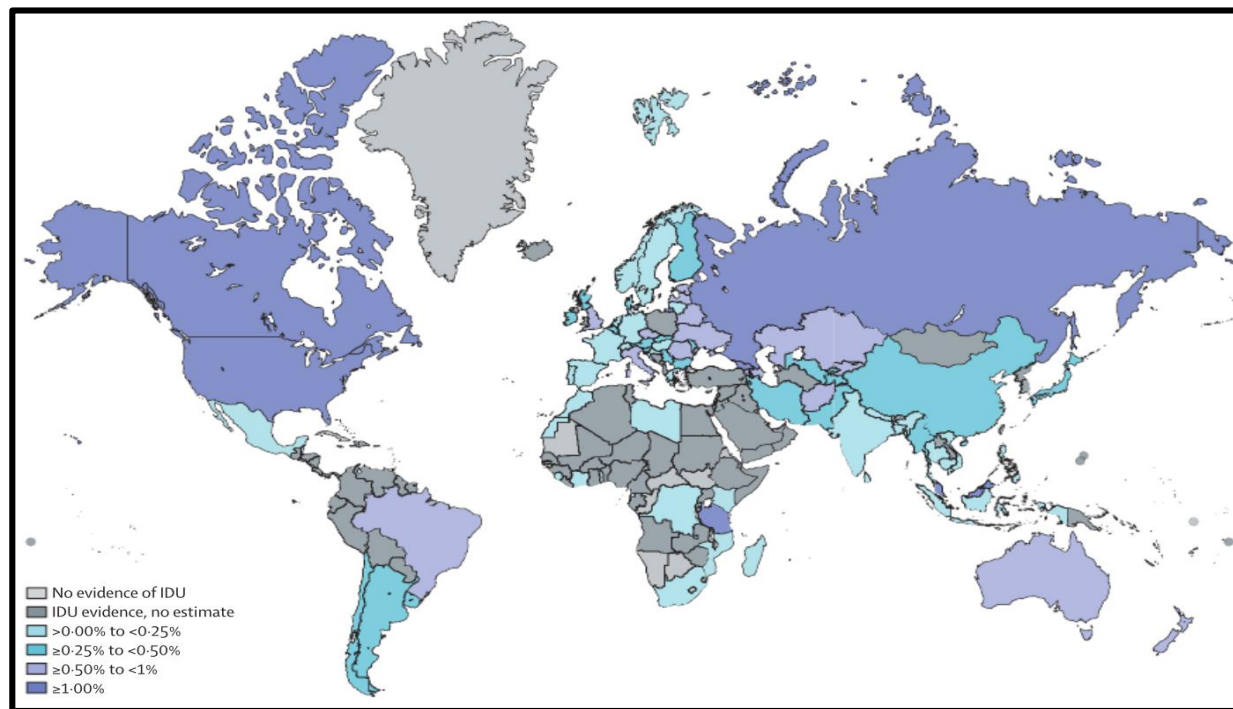 No evidence of IDU
IDU evidence, no estimate
>0·00% to <0·25%
≥0·25% to <0·50%
≥0·50% to <1%
≥1·00%